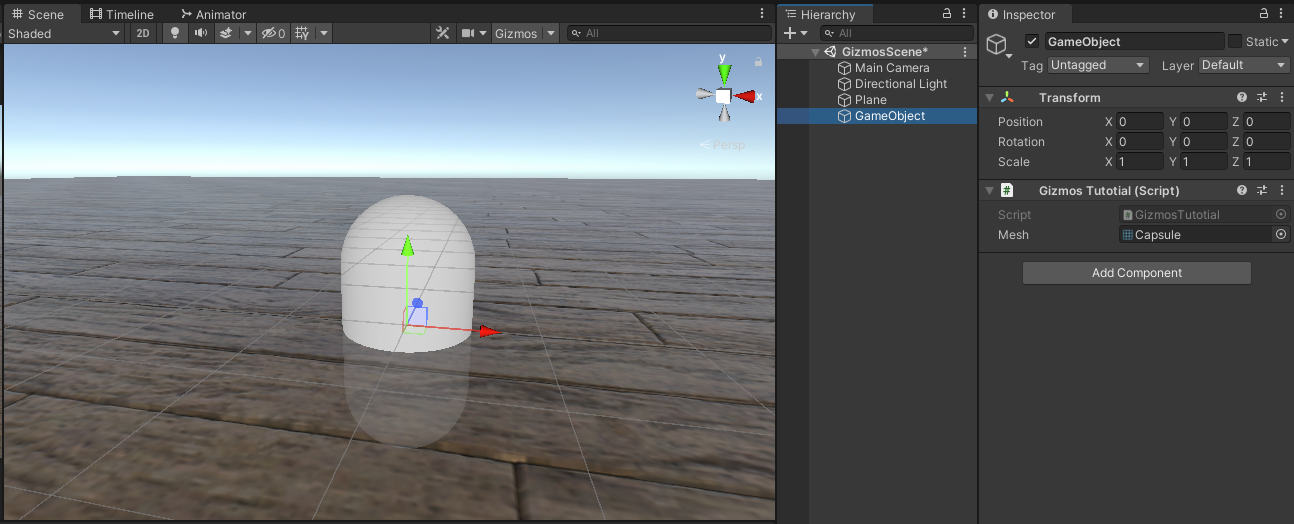 Scene Timeline Animator
Shaded 2D 0 Gizmos All
y
x
Persp
Hierarchy
All
GizmosScene*
Main Camera
Directional Light
Plane
GameObject
Inspector
GameObject Static
Tag Untagged Layer Default
Transform
Position X 0 Y 0 Z 0
Rotation X 0 Y 0 Z 0
Scale X 1 Y 1 Z 1
# Gizmos Tutotial (Script)
Script # GizmosTutotial
Mesh Capsule
Add Component